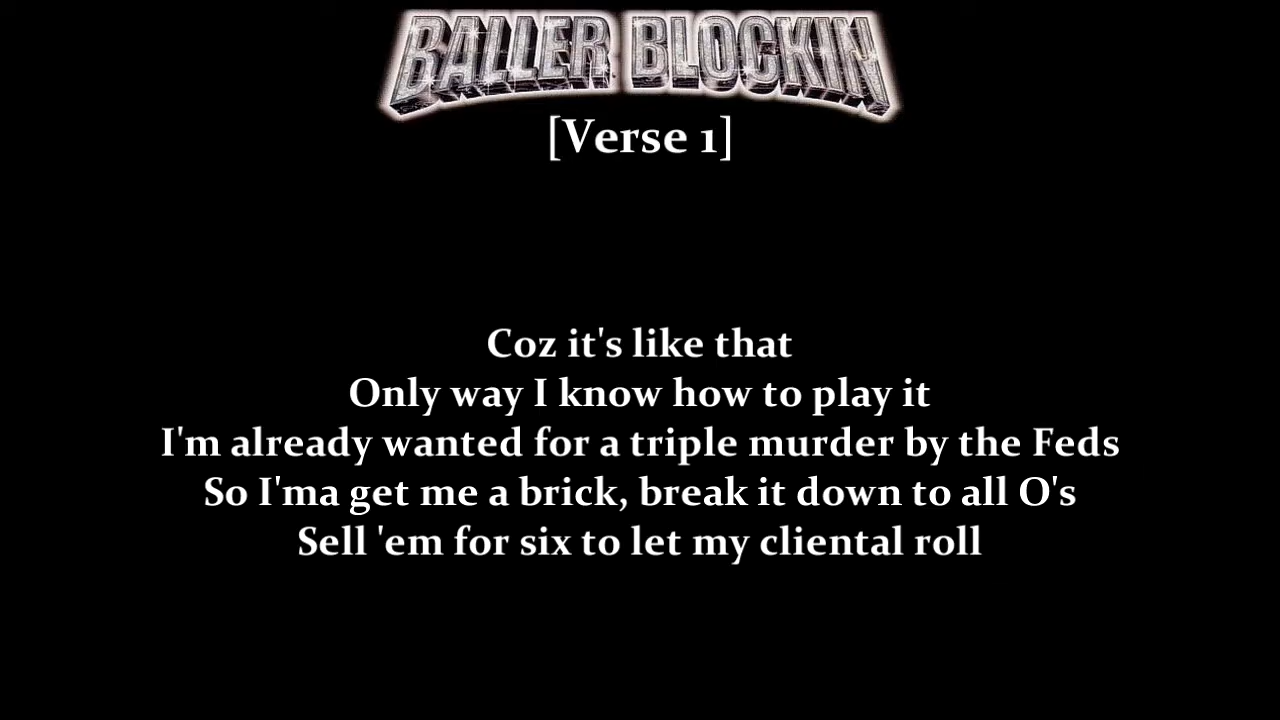 BALLER BLOCKIN
[Verse 1]
Coz it's like that
Only way I know how to play it
I'm already wanted for a triple murder by the Feds
So I'ma get me a brick, break it down to all O's
Sell 'em for six to let my cliental roll